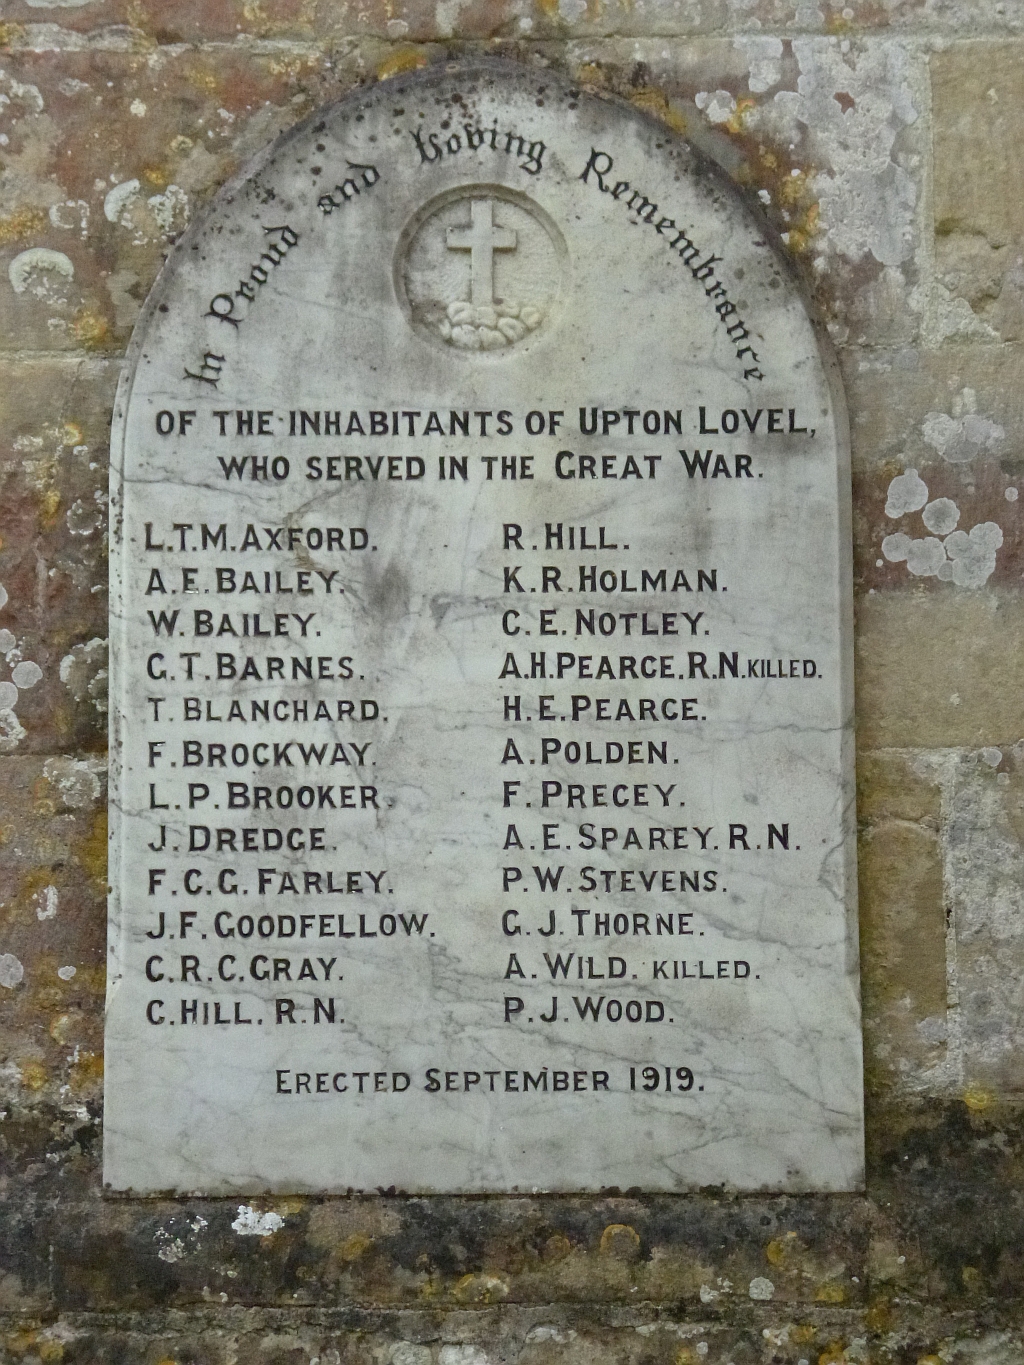 In Proud and Loving Remembrance
OF THE INHABITANTS OF UPTON LOVEL,
WHO SERVED IN THE GREAT WAR.
L.T.M. AXFORD.
A.E. BAILEY.
W. BAILEY.
G.T. BARNES.
T. BLANCHARD.
F. BROCKWAY.
L.P. BROOKER.
J. DREDGE.
F.C.G. FARLEY.
J.F. GOODFELLOW.
C.R.C. GRAY.
C. HILL. R.N.
R. HILL.
K.R. HOLMAN.
C.E. NOTLEY.
A.H. PEARCE. R.N. KILLED.
H.E. PEARCE.
A. POLDEN.
F. PRECEY.
A.E. SPAREY. R.N.
P.W. STEVENS.
G.J. THORNE.
A. WILD. KILLED.
P.J. WOOD.
ERECTED SEPTEMBER 1919.